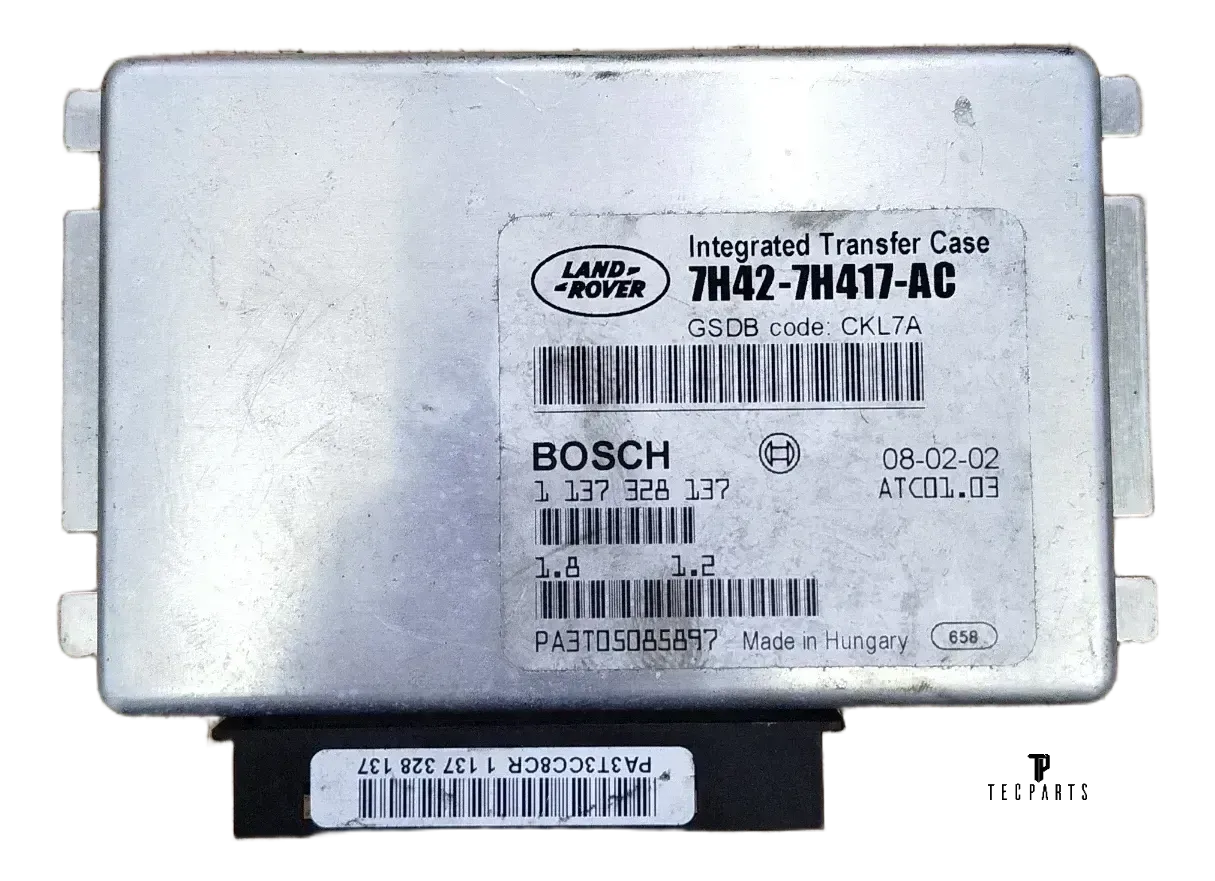 LAND-
-ROVER
Integrated Transfer Case
7H42-7H417-AC
GSDB code: CKL7A
BOSCH
08-02-02
1 137 328 137
ATC01.03
1.8 1.2
PA3T05085897 Made in Hungary 658
PA3T3CC8CR 1 137 328 137
TECPARTS